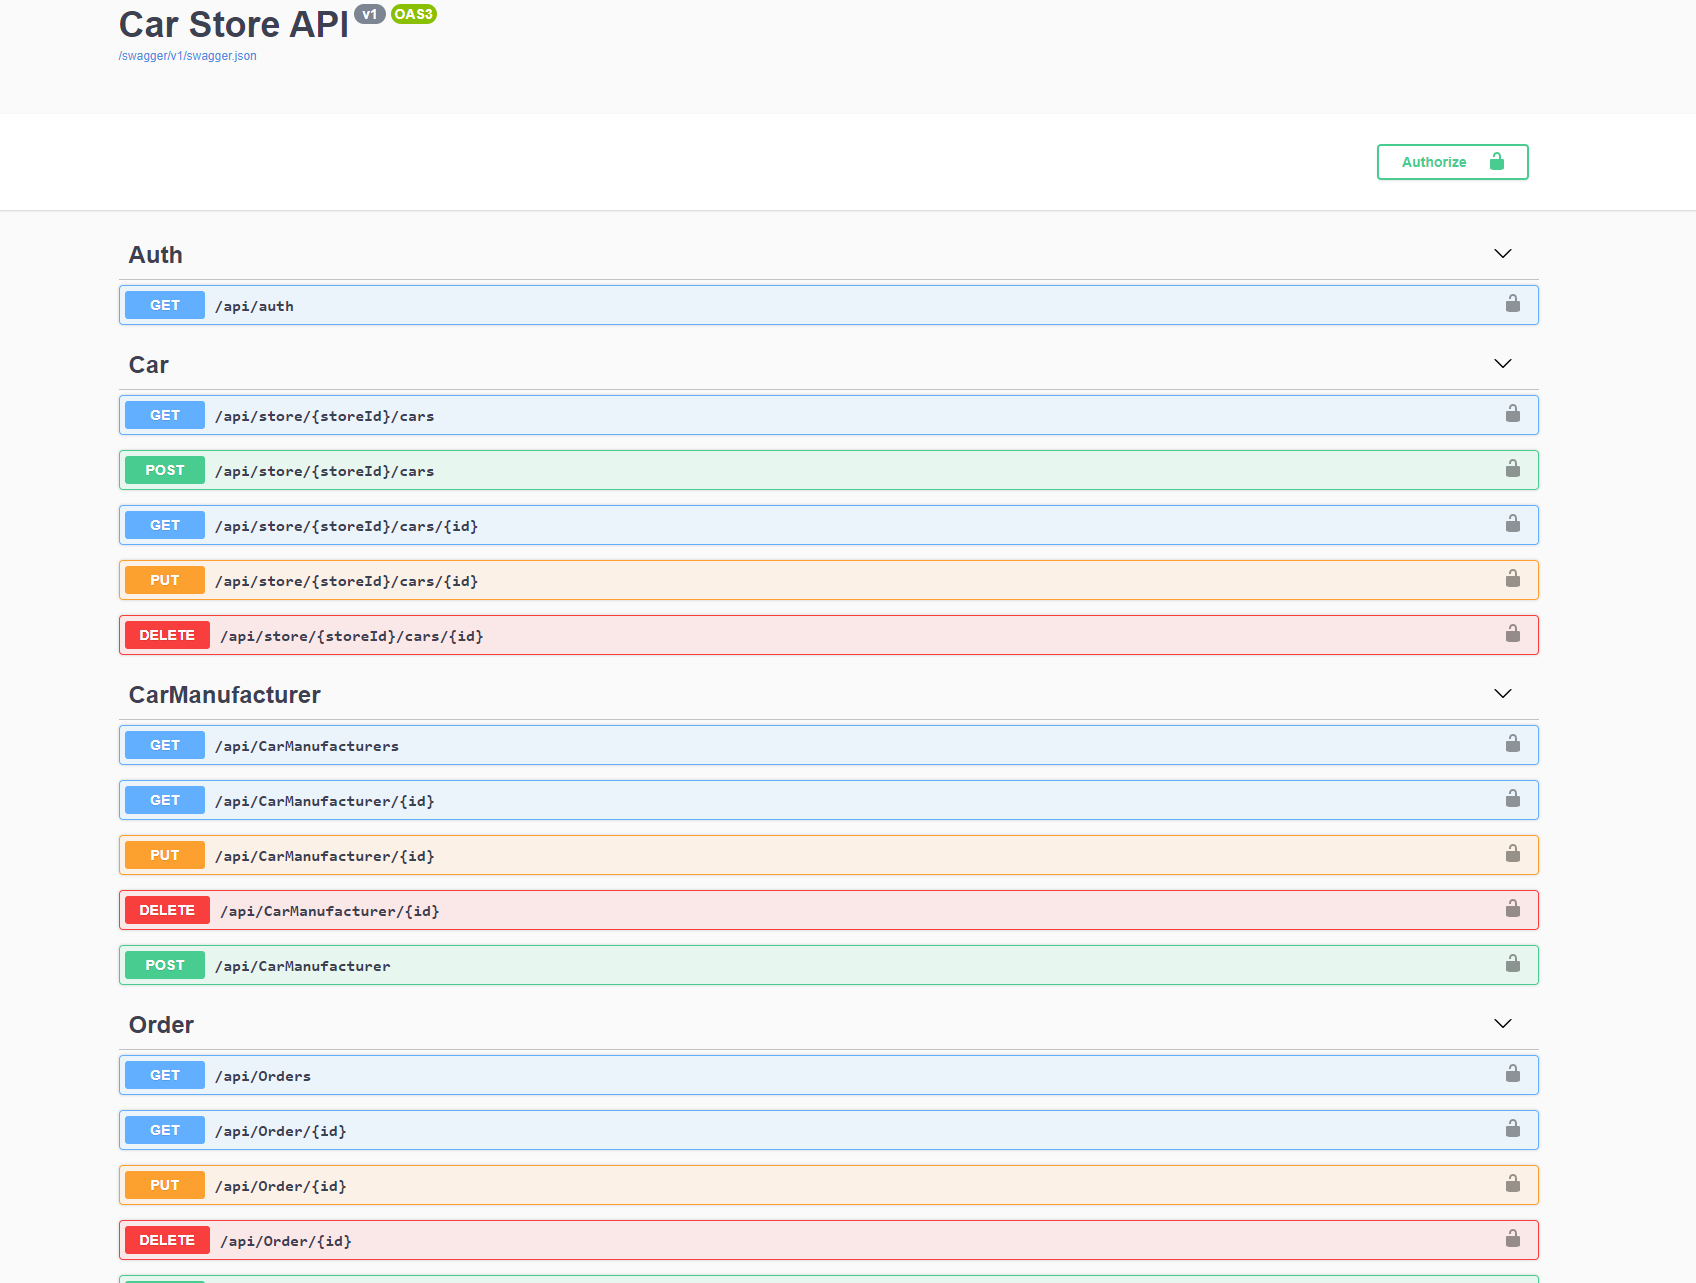 Car Store API v1 OAS3
/swagger/v1/swagger.json
Authorize
Auth
GET /api/auth
Car
GET /api/store/{storeId}/cars
POST /api/store/{storeId}/cars
GET /api/store/{storeId}/cars/{id}
PUT /api/store/{storeId}/cars/{id}
DELETE /api/store/{storeId}/cars/{id}
CarManufacturer
GET /api/CarManufacturers
GET /api/CarManufacturer/{id}
PUT /api/CarManufacturer/{id}
DELETE /api/CarManufacturer/{id}
POST /api/CarManufacturer
Order
GET /api/Orders
GET /api/Order/{id}
PUT /api/Order/{id}
DELETE /api/Order/{id}